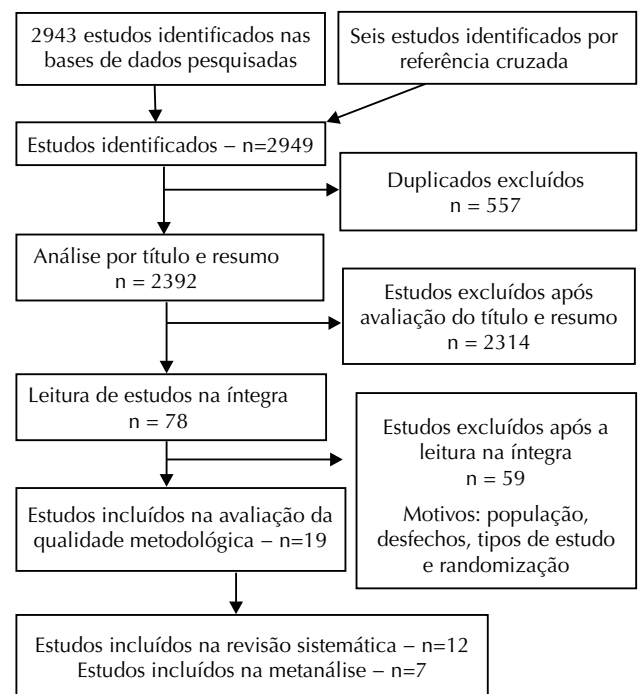 2943 estudos identificados nas
bases de dados pesquisadas
Seis estudos identificados por
referência cruzada
Estudos identificados – n=2949
Duplicados excluídos
n = 557
Análise por título e resumo
n = 2392
Estudos excluídos após
avaliação do título e resumo
n = 2314
Leitura de estudos na íntegra
n = 78
Estudos excluídos após a
leitura na íntegra
n = 59
Motivos: população,
desfechos, tipos de estudo
e randomização
Estudos incluídos na avaliação da
qualidade metodológica – n=19
Estudos incluídos na revisão sistemática – n=12
Estudos incluídos na metanálise – n=7